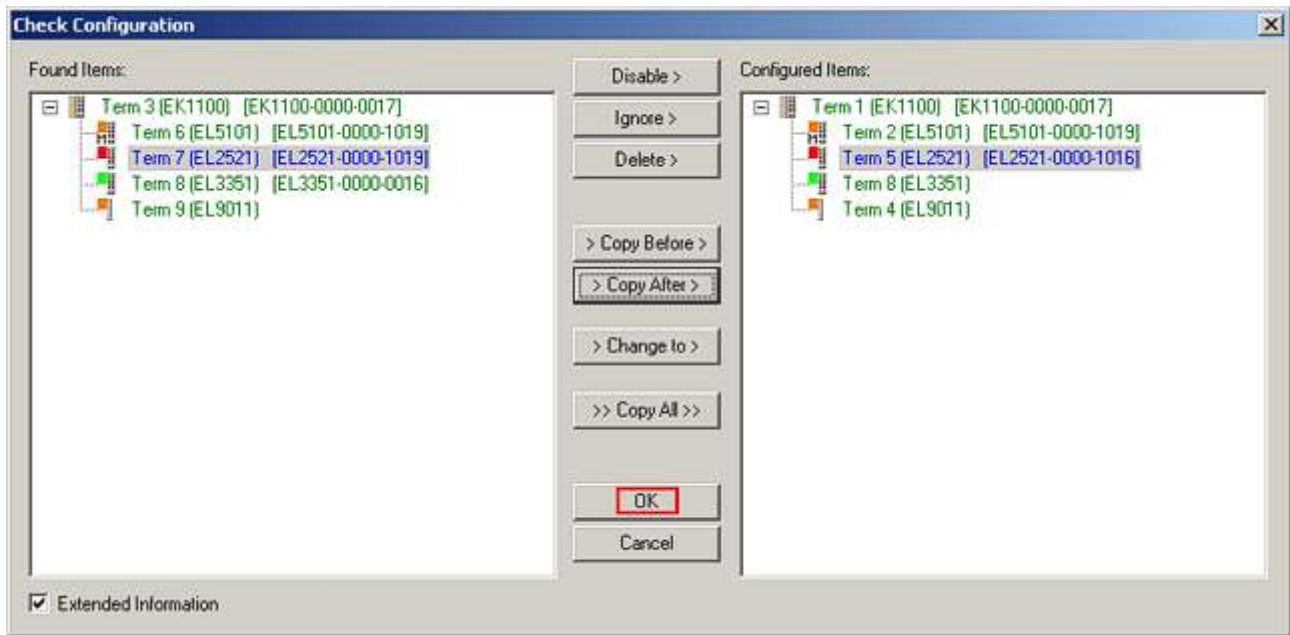 Check Configuration
Found Items:
Term 3 (EK1100) [EK1100-0000-0017]
Term 6 (EL5101) [EL5101-0000-1019]
Term 7 (EL2521) [EL2521-0000-1019]
Term 8 (EL3351) [EL3351-0000-0016]
Term 9 (EL9011)
Disable >
Ignore >
Delete >
> Copy Before >
> Copy After >
> Change to >
>> Copy All >>
OK
Cancel
Configured Items:
Term 1 (EK1100) [EK1100-0000-0017]
Term 2 (EL5101) [EL5101-0000-1019]
Term 5 (EL2521) [EL2521-0000-1016]
Term 8 (EL3351)
Term 4 (EL9011)
Extended Information